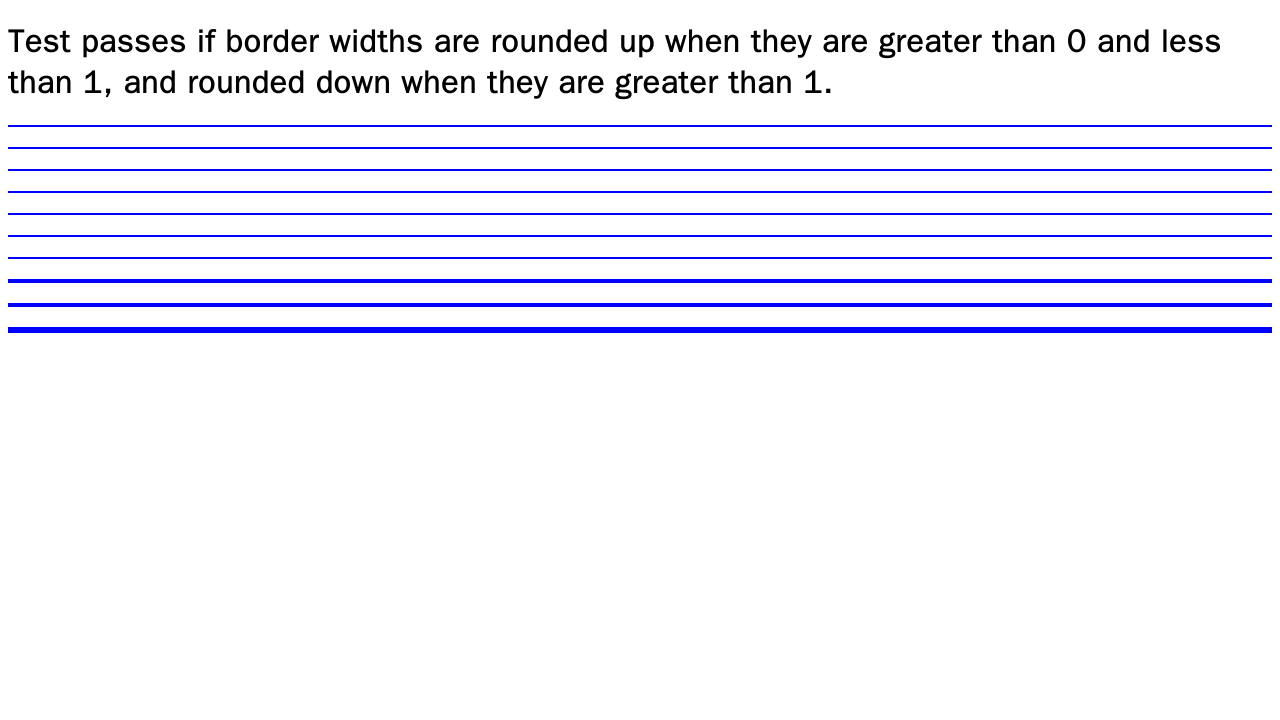 Test passes if border widths are rounded up when they are greater than 0 and less
than 1, and rounded down when they are greater than 1.